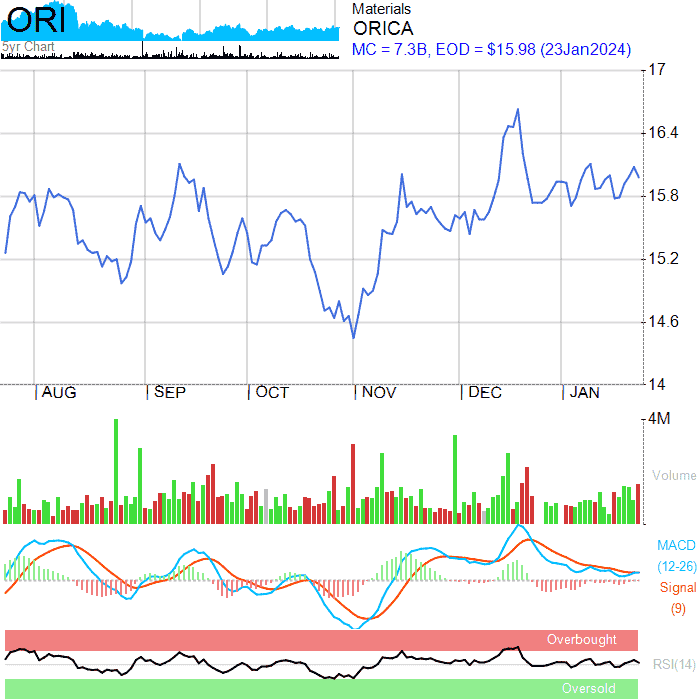 ORI
5yr Chart
Materials
ORICA
MC = 7.3B, EOD = $15.98 (23Jan2024)
17
16.4
15.8
15.2
14.6
14
AUG SEP OCT NOV DEC JAN
4M
Volume
MACD
(12-26)
Signal
(9)
Overbought
RSI(14)
Oversold